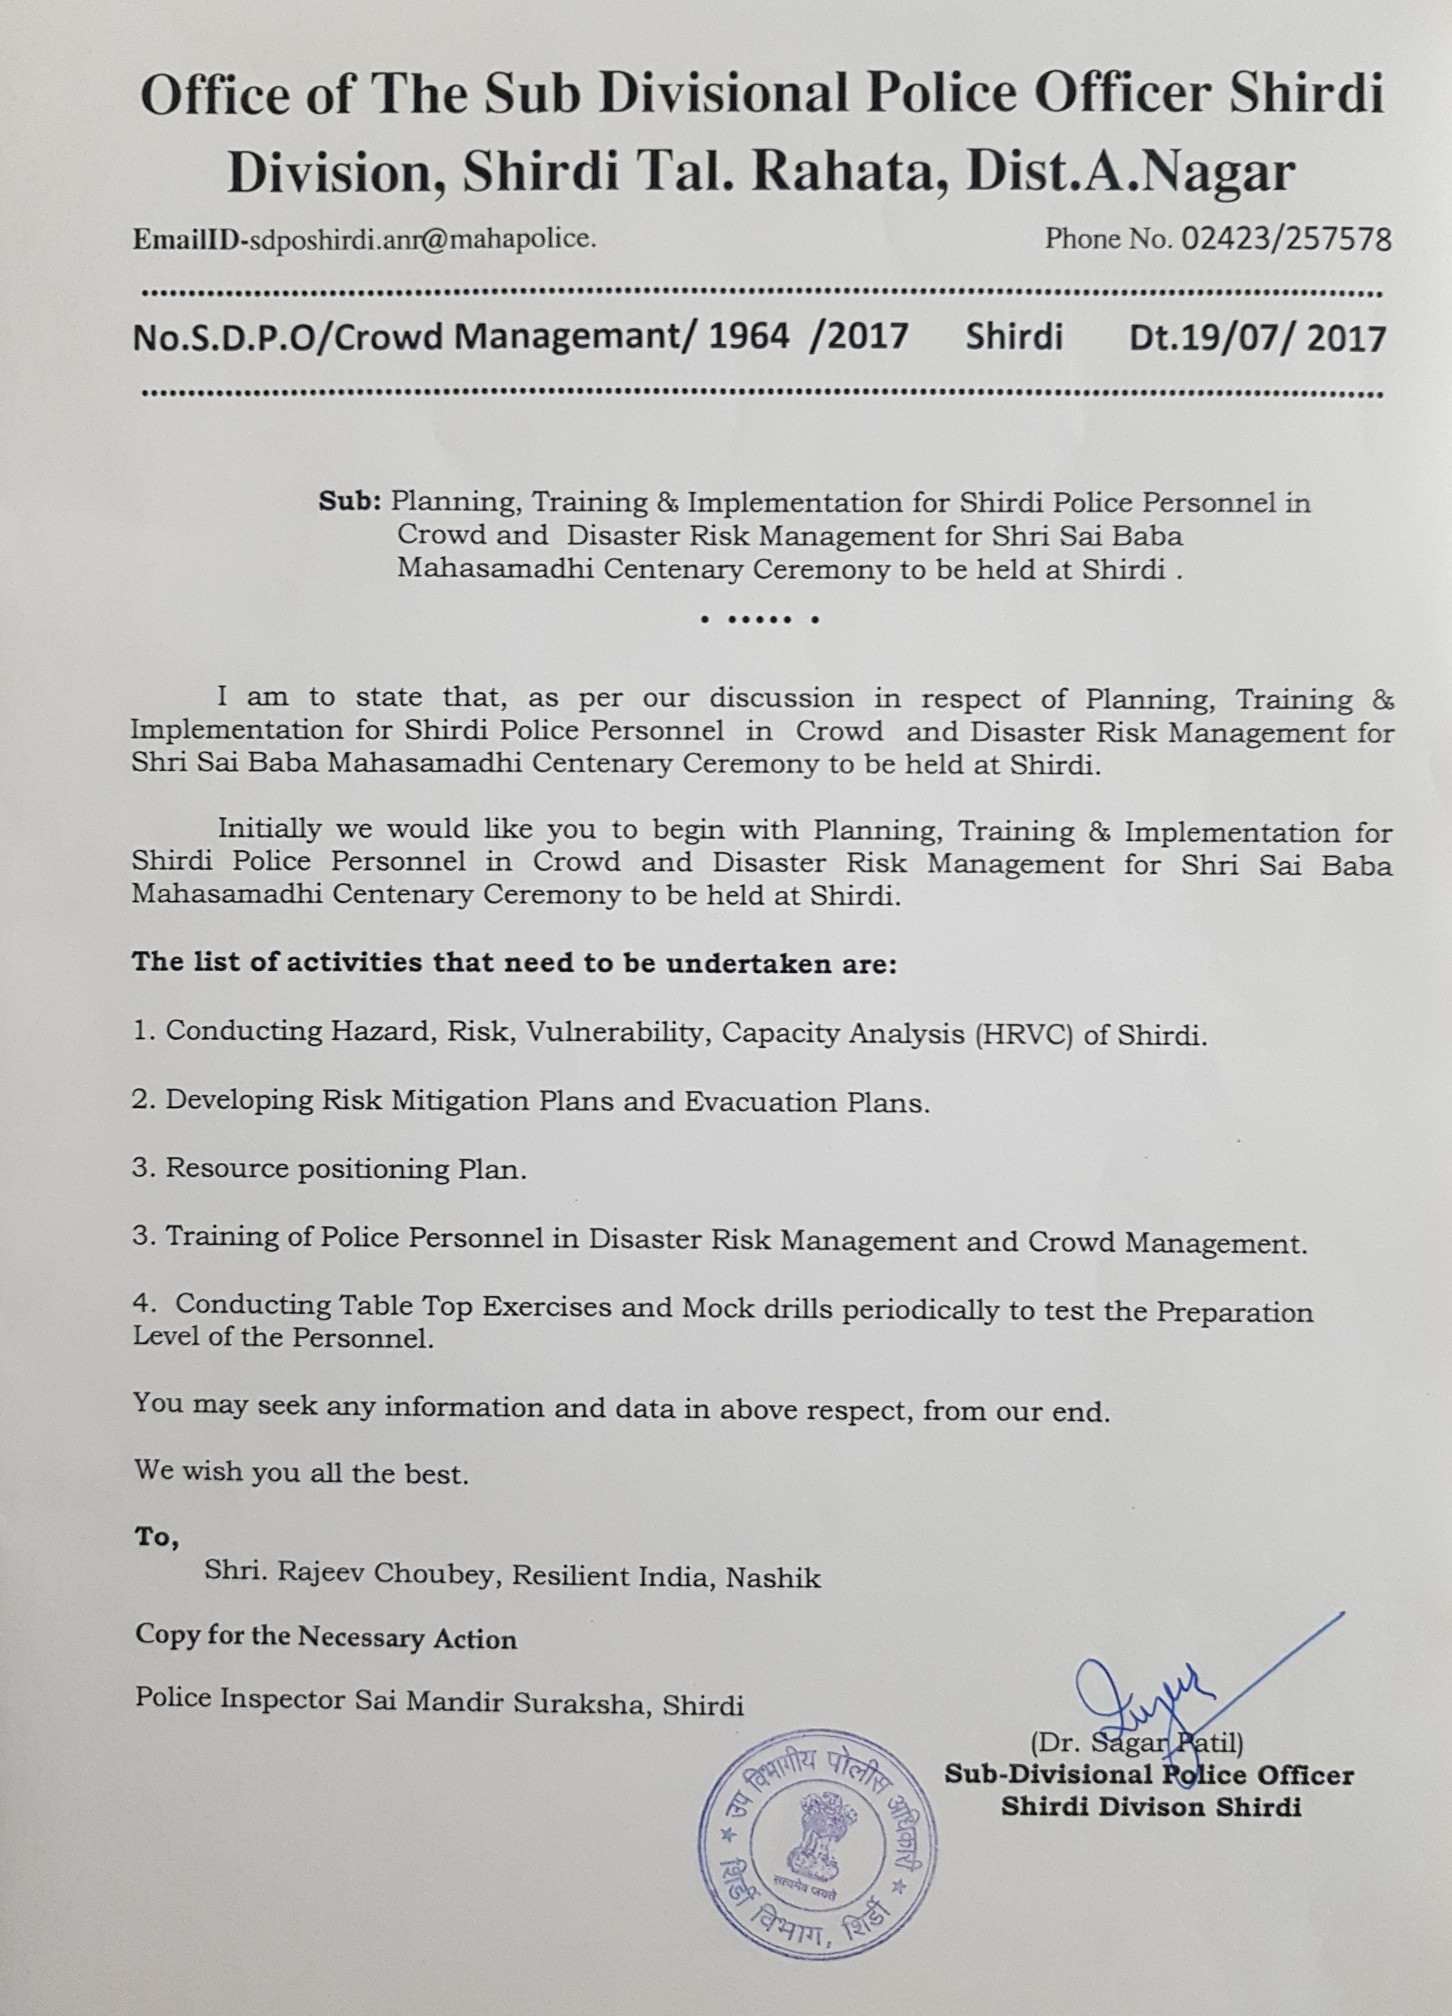 Office of The Sub Divisional Police Officer Shirdi
Division, Shirdi Tal. Rahata, Dist.A.Nagar
EmailID-sdposhirdi.anr@mahapolice.
Phone No. 02423/257578
No.S.D.P.O/Crowd Managemant/ 1964 /2017 Shirdi Dt.19/07/ 2017
Sub: Planning, Training & Implementation for Shirdi Police Personnel in
Crowd and Disaster Risk Management for Shri Sai Baba
Mahasamadhi Centenary Ceremony to be held at Shirdi .
• ••••• •
I am to state that, as per our discussion in respect of Planning, Training &
Implementation for Shirdi Police Personnel in Crowd and Disaster Risk Management for
Shri Sai Baba Mahasamadhi Centenary Ceremony to be held at Shirdi.
Initially we would like you to begin with Planning, Training & Implementation for
Shirdi Police Personnel in Crowd and Disaster Risk Management for Shri Sai Baba
Mahasamadhi Centenary Ceremony to be held at Shirdi.
The list of activities that need to be undertaken are:
1. Conducting Hazard, Risk, Vulnerability, Capacity Analysis (HRVC) of Shirdi.
2. Developing Risk Mitigation Plans and Evacuation Plans.
3. Resource positioning Plan.
3. Training of Police Personnel in Disaster Risk Management and Crowd Management.
4. Conducting Table Top Exercises and Mock drills periodically to test the Preparation
Level of the Personnel.
You may seek any information and data in above respect, from our end.
We wish you all the best.
To,
Shri. Rajeev Choubey, Resilient India, Nashik
Copy for the Necessary Action
Police Inspector Sai Mandir Suraksha, Shirdi
(Dr. Sagar Patil)
Sub-Divisional Police Officer
Shirdi Divison Shirdi
उप विभागीय पोलीस अधिकारी
सत्यमेव जयते
शिर्डी विभाग, शिर्डी